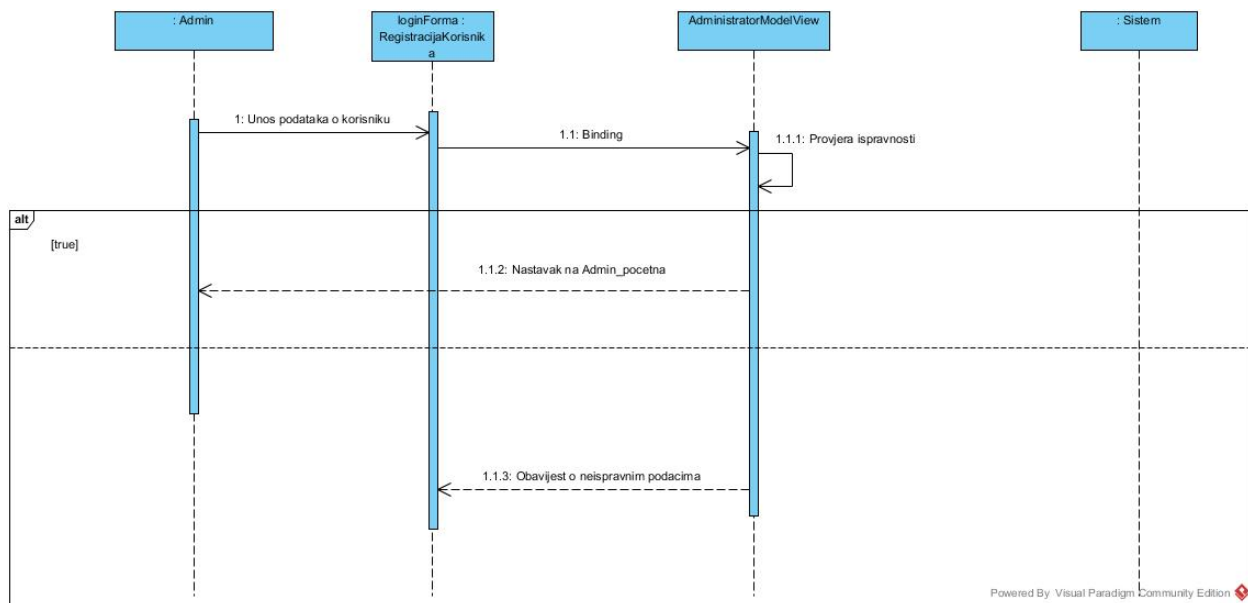 : Admin
loginForma :
RegistracijaKorisnik
a
AdministratorModelView
: Sistem
1: Unos podataka o korisniku
1.1: Binding
1.1.1: Provjera ispravnosti
alt
[true]
1.1.2: Nastavak na Admin_pocetna
1.1.3: Obavijest o neispravnim podacima
Powered By Visual Paradigm Community Edition